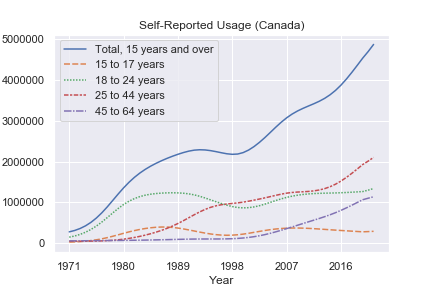 Self-Reported Usage (Canada)
5000000
4000000
3000000
2000000
1000000
0
Total, 15 years and over
15 to 17 years
18 to 24 years
25 to 44 years
45 to 64 years
1971 1980 1989 1998 2007 2016
Year